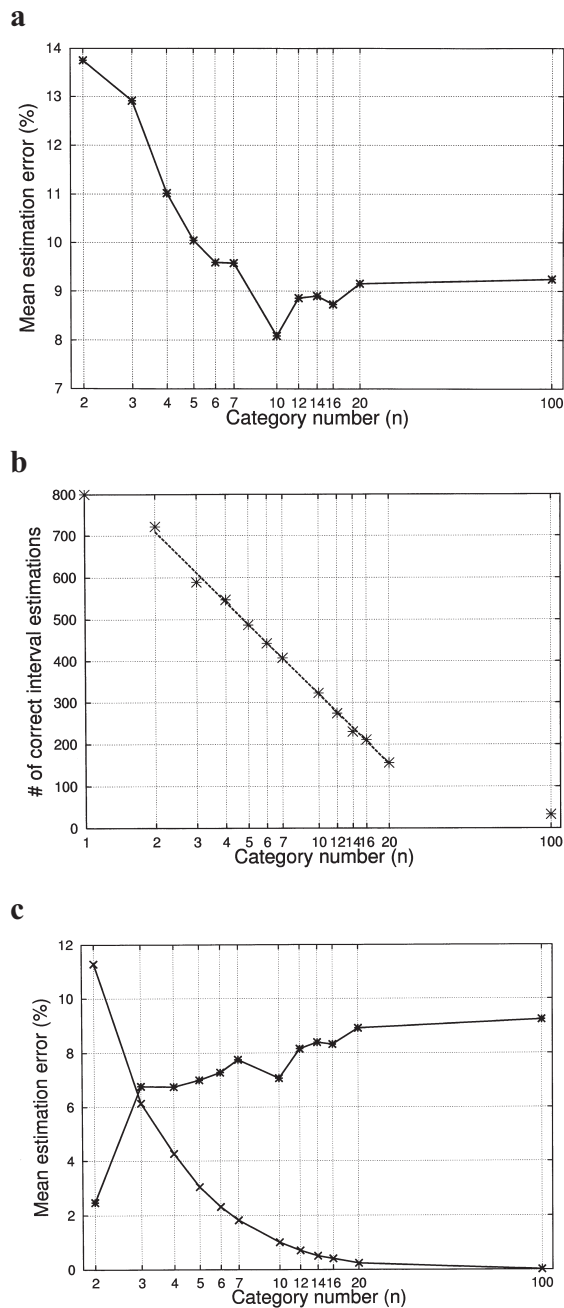 a
14
13
12
11
10
9
8
7
Mean estimation error (%)
2 3 4 5 6 7 10 12 14 16 20 100
Category number (n)
b
800
700
600
500
400
300
200
100
0
# of correct interval estimations
1 2 3 4 5 6 7 10 12 14 16 20 100
Category number (n)
c
12
10
8
6
4
2
0
Mean estimation error (%)
2 3 4 5 6 7 10 12 14 16 20 100
Category number (n)